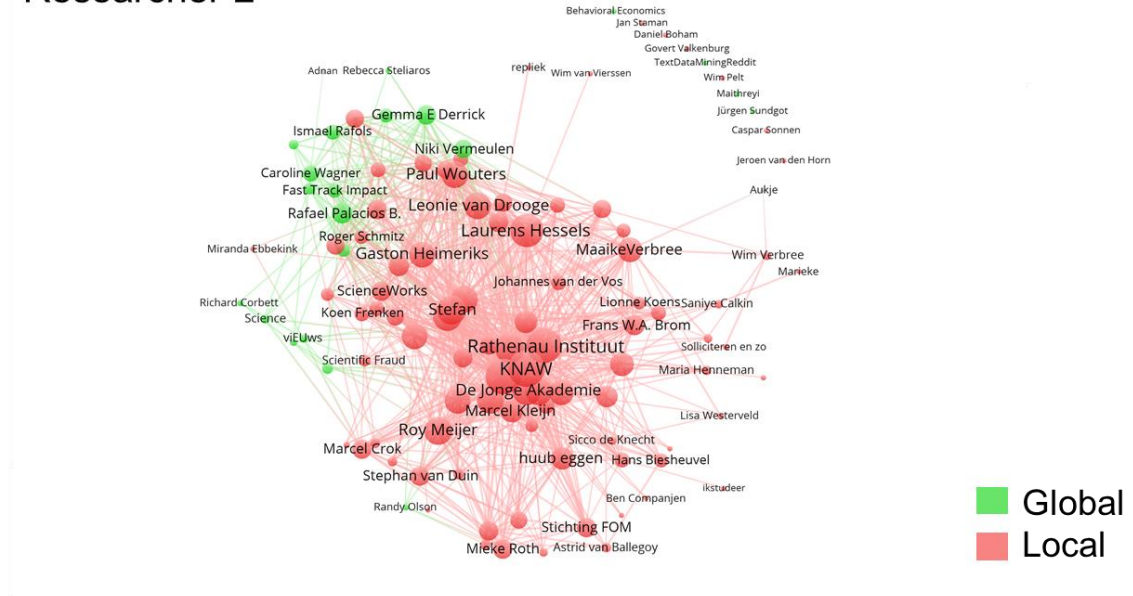 Behavioral Economics
Jan Staman
Daniel Boham
Govert Valkenburg
TextDataMiningReddit
Wim Pelt
Maithreyi
Jürgen Sundgot
Caspar Sonnen
Jeroen van den Horn
Aukje
Adnan
Rebecca Steliaros
repliek
Wim van Vierssen
Gemma E Derrick
Ismael Rafols
Niki Vermeulen
Caroline Wagner
Paul Wouters
Fast Track Impact
Leonie van Drooge
Rafael Palacios B.
Laurens Hessels
Roger Schmitz
Miranda Ebbekink
Gaston Heimeriks
MaaikeVerbree
Wim Verbree
Marieke
Johannes van der Vos
ScienceWorks
Richard Corbett
Lionne Koens
Saniye Calkin
Koen Frenken
Stefan
Science
Frans W.A. Brom
viEUws
Rathenau Instituut
Solliciteren en zo
Scientific Fraud
KNAW
Maria Henneman
De Jonge Akademie
Marcel Kleijn
Lisa Westerveld
Roy Meijer
Sicco de Knecht
Marcel Crok
huub eggen
Hans Biesheuvel
Stephan van Duin
ikstudeer
Ben Companjen
Randy Olson
Stichting FOM
Mieke Roth
Astrid van Ballegoy
Global
Local